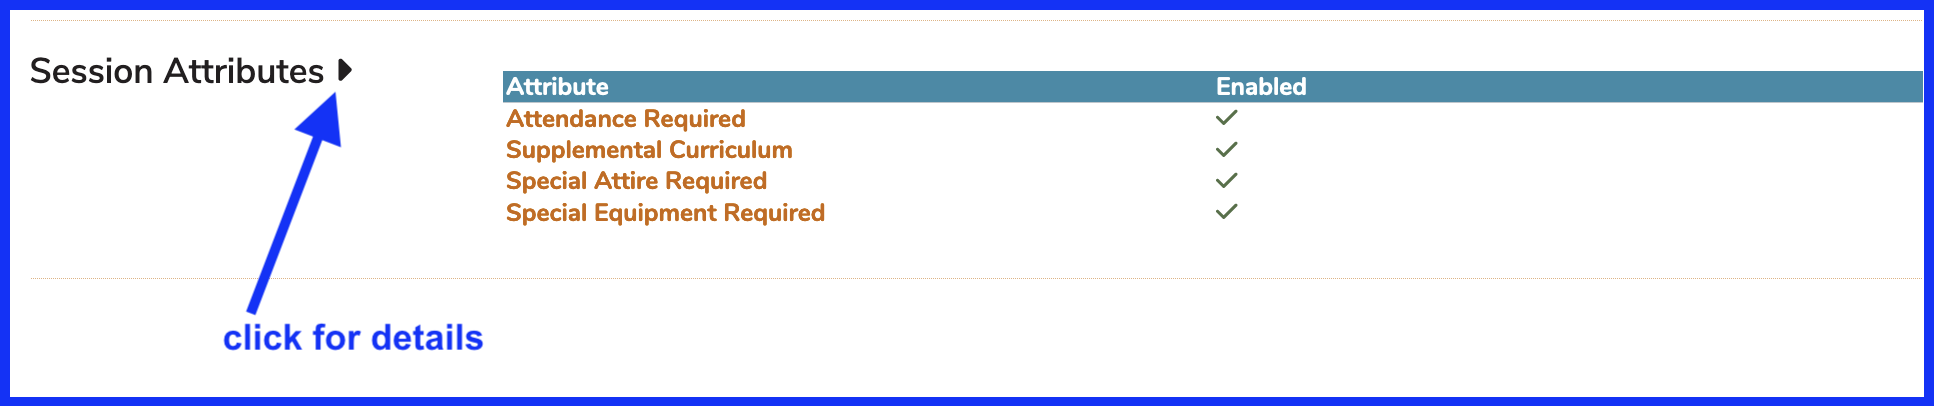 Session Attributes
Attribute Enabled
Attendance Required
Supplemental Curriculum
Special Attire Required
Special Equipment Required
click for details